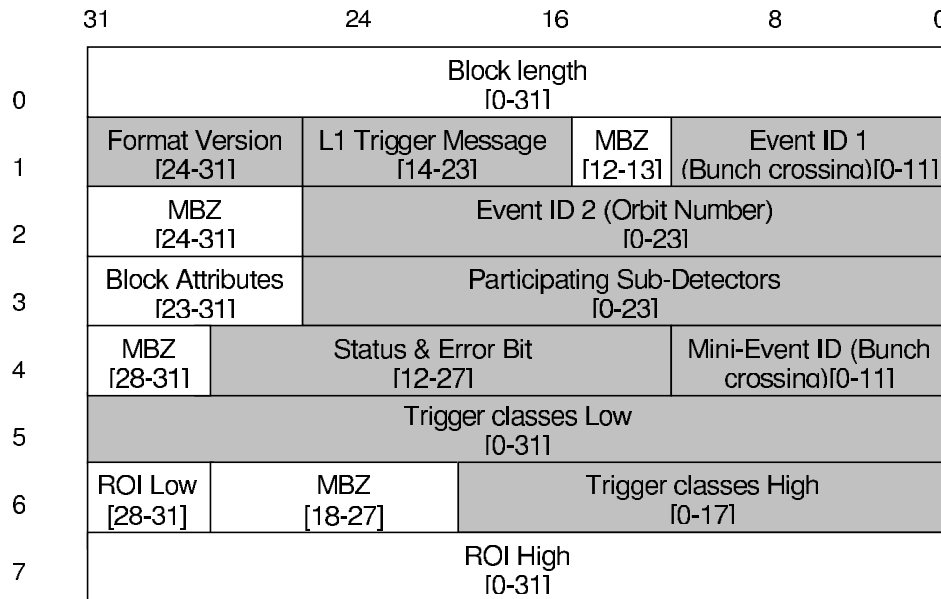 31 24 16 8 0
Block length
[0-31]
0
Format Version L1 Trigger Message MBZ Event ID 1
[24-31] [14-23] [12-13] (Bunch crossing)[0-11]
1
MBZ Event ID 2 (Orbit Number)
[24-31] [0-23]
2
Block Attributes Participating Sub-Detectors
[23-31] [0-23]
3
MBZ Status & Error Bit Mini-Event ID (Bunch
[28-31] [12-27] crossing)[0-11]
4
Trigger classes Low
[0-31]
5
ROI Low MBZ Trigger classes High
[28-31] [18-27] [0-17]
6
ROI High
[0-31]
7